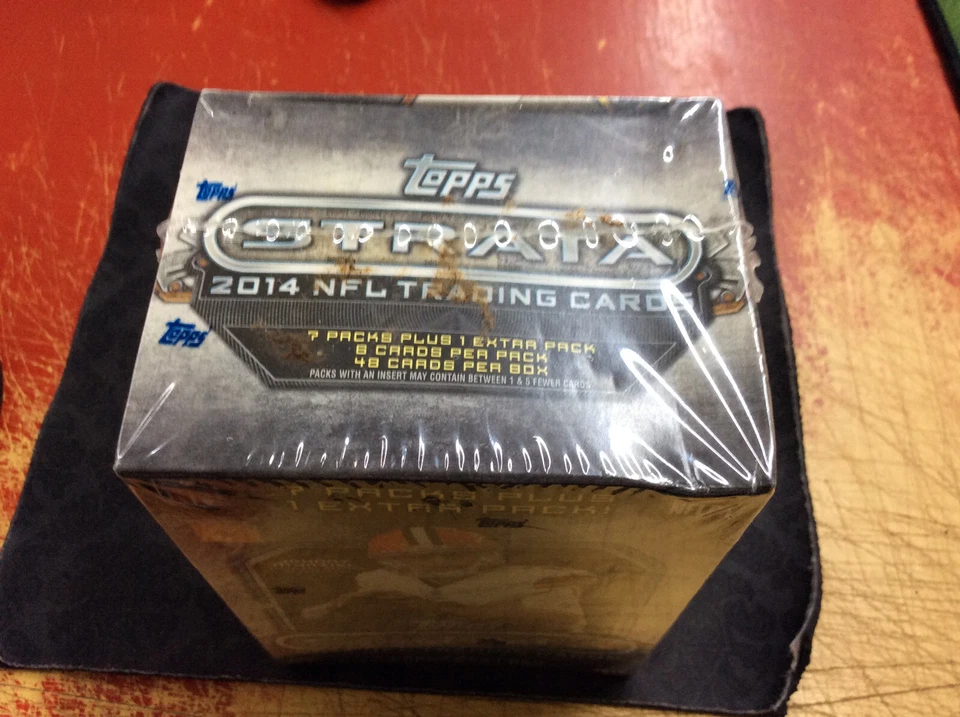 topps
topps
STRATA
2014 NFL TRADING CARDS
topps
7 PACKS PLUS 1 EXTRA PACK
6 CARDS PER PACK
48 CARDS PER BOX
PACKS WITH AN INSERT MAY CONTAIN BETWEEN 1 & 5 FEWER CARDS
7 PACKS PLUS
1 EXTRA PACK!
topps